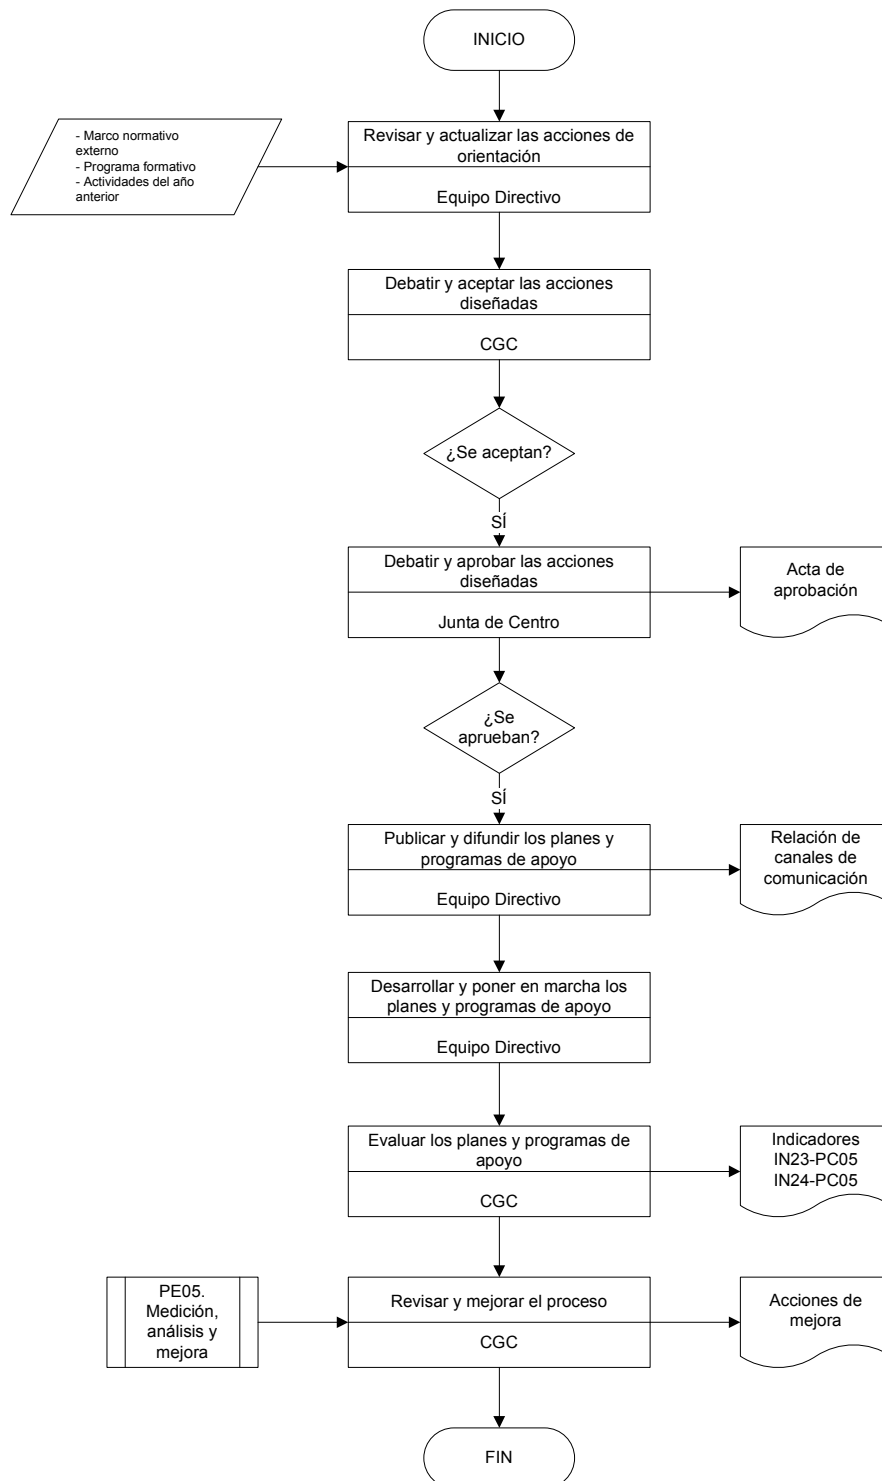 INICIO
- Marco normativo
externo
- Programa formativo
- Actividades del año
anterior
Revisar y actualizar las acciones de
orientación
Equipo Directivo
Debatir y aceptar las acciones
diseñadas
CGC
¿Se aceptan?
SÍ
Debatir y aprobar las acciones
diseñadas
Junta de Centro
Acta de
aprobación
¿Se
aprueban?
SÍ
Publicar y difundir los planes y
programas de apoyo
Equipo Directivo
Relación de
canales de
comunicación
Desarrollar y poner en marcha los
planes y programas de apoyo
Equipo Directivo
Evaluar los planes y programas de
apoyo
CGC
Indicadores
IN23-PC05
IN24-PC05
PE05.
Medición,
análisis y
mejora
Revisar y mejorar el proceso
CGC
Acciones de
mejora
FIN